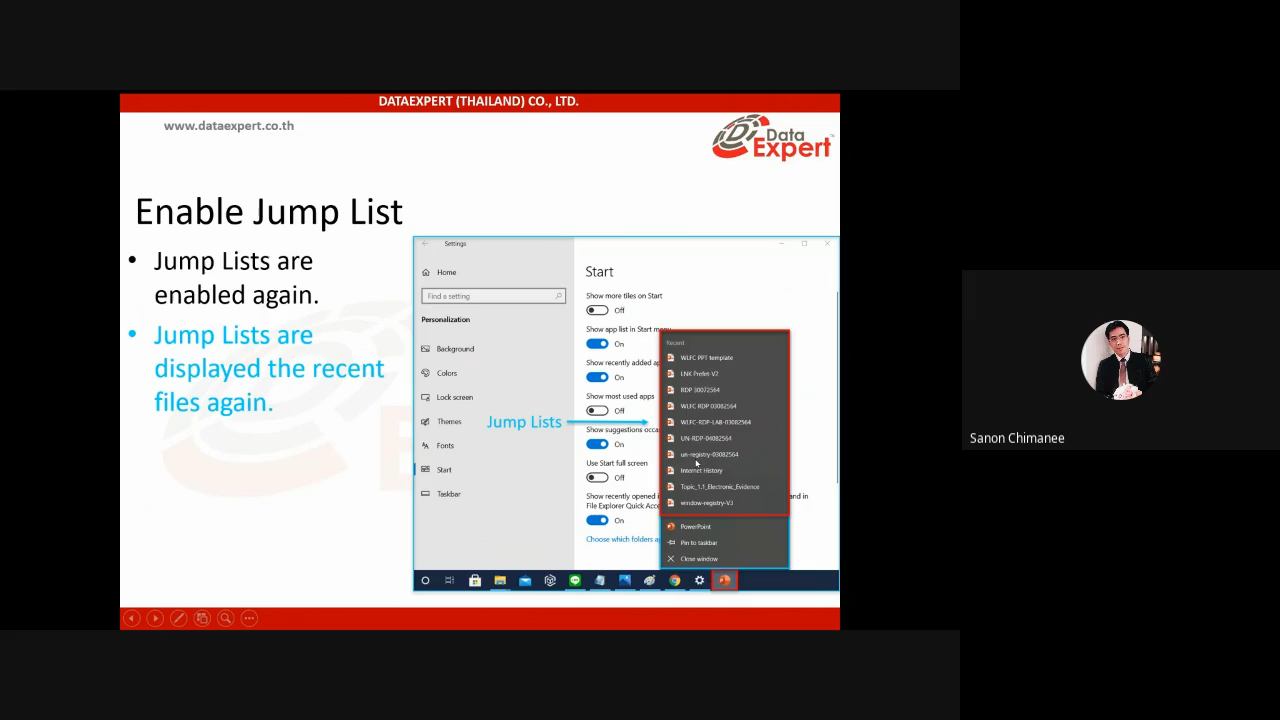 DATAEXPERT (THAILAND) CO., LTD.
www.dataexpert.co.th
Data
Expert
Enable Jump List
• Jump Lists are
enabled again.
• Jump Lists are
displayed the recent
files again.
Settings
Home
Find a setting
Personalization
Background
Colors
Lock screen
Themes
Fonts
Start
Taskbar
Start
Show more tiles on Start
Off
Show app list in Start menu
On
Show recently added ap
On
Show most used apps
Off
Show suggestions occa
On
Use Start full screen
Off
Show recently opened i
and in
File Explorer Quick Acce
On
Choose which folders a
Jump Lists
Recent
WLFC PPT template
LNK Prefet-V2
RDP 30072564
WLFC RDP 03082564
WLFC-RDP-LAB-03082564
UN-RDP-04082564
un-registry-03082564
Internet History
Topic_1.1_Electronic_Evidence
window-registry-V3
PowerPoint
Pin to taskbar
Close window
Sanon Chimanee